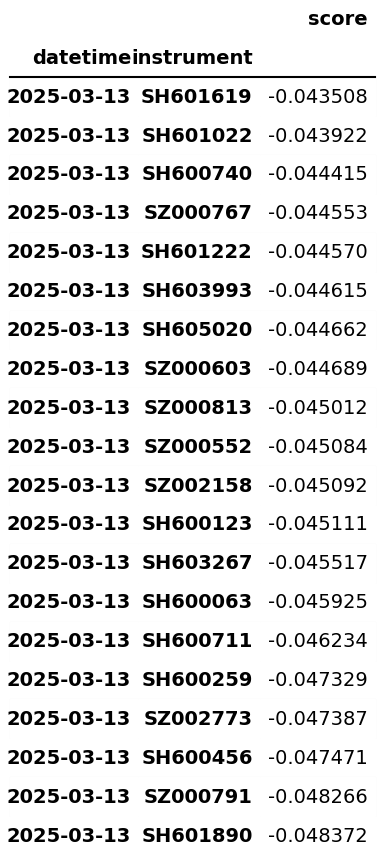 score
datetime instrument
2025-03-13 SH601619 -0.043508
2025-03-13 SH601022 -0.043922
2025-03-13 SH600740 -0.044415
2025-03-13 SZ000767 -0.044553
2025-03-13 SH601222 -0.044570
2025-03-13 SH603993 -0.044615
2025-03-13 SH605020 -0.044662
2025-03-13 SZ000603 -0.044689
2025-03-13 SZ000813 -0.045012
2025-03-13 SZ000552 -0.045084
2025-03-13 SZ002158 -0.045092
2025-03-13 SH600123 -0.045111
2025-03-13 SH603267 -0.045517
2025-03-13 SH600063 -0.045925
2025-03-13 SH600711 -0.046234
2025-03-13 SH600259 -0.047329
2025-03-13 SZ002773 -0.047387
2025-03-13 SH600456 -0.047471
2025-03-13 SZ000791 -0.048266
2025-03-13 SH601890 -0.048372